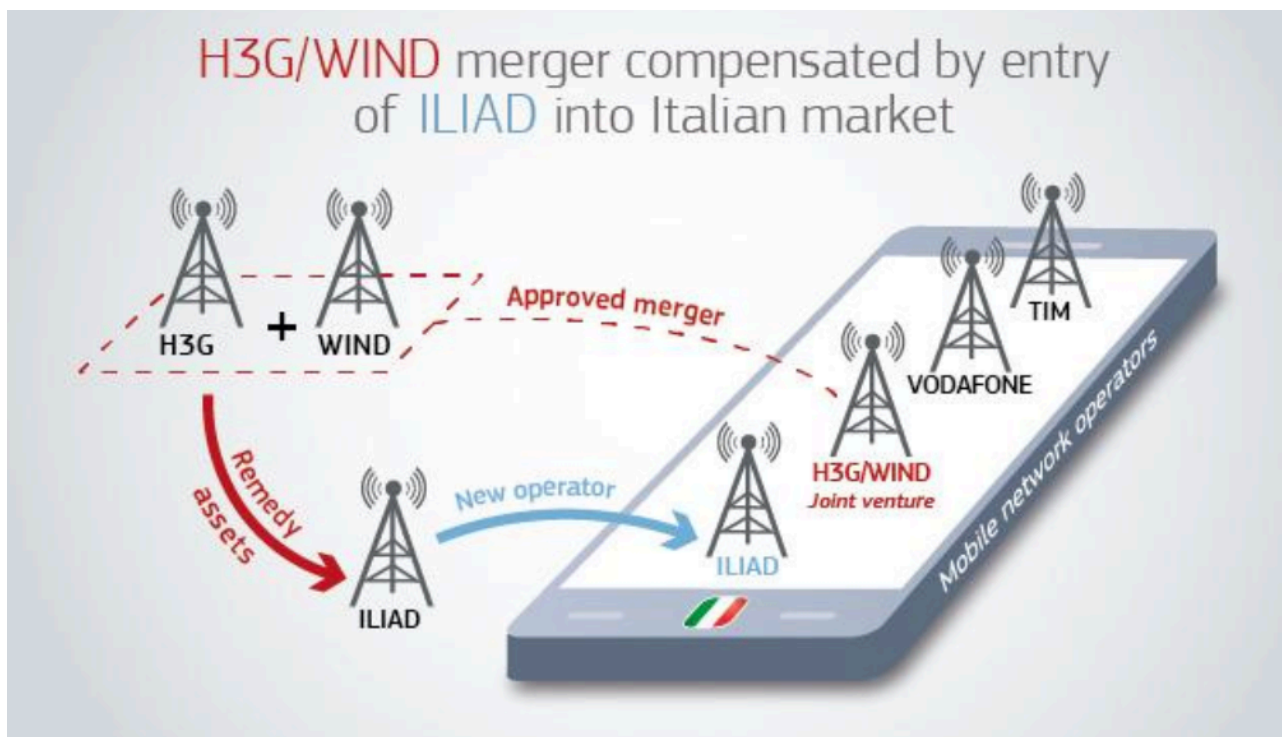 H3G/WIND merger compensated by entry
of ILIAD into Italian market
H3G
+
WIND
Approved merger
TIM
VODAFONE
H3G/WIND
Joint venture
Mobile network operators
Remedy
assets
New operator
ILIAD
ILIAD